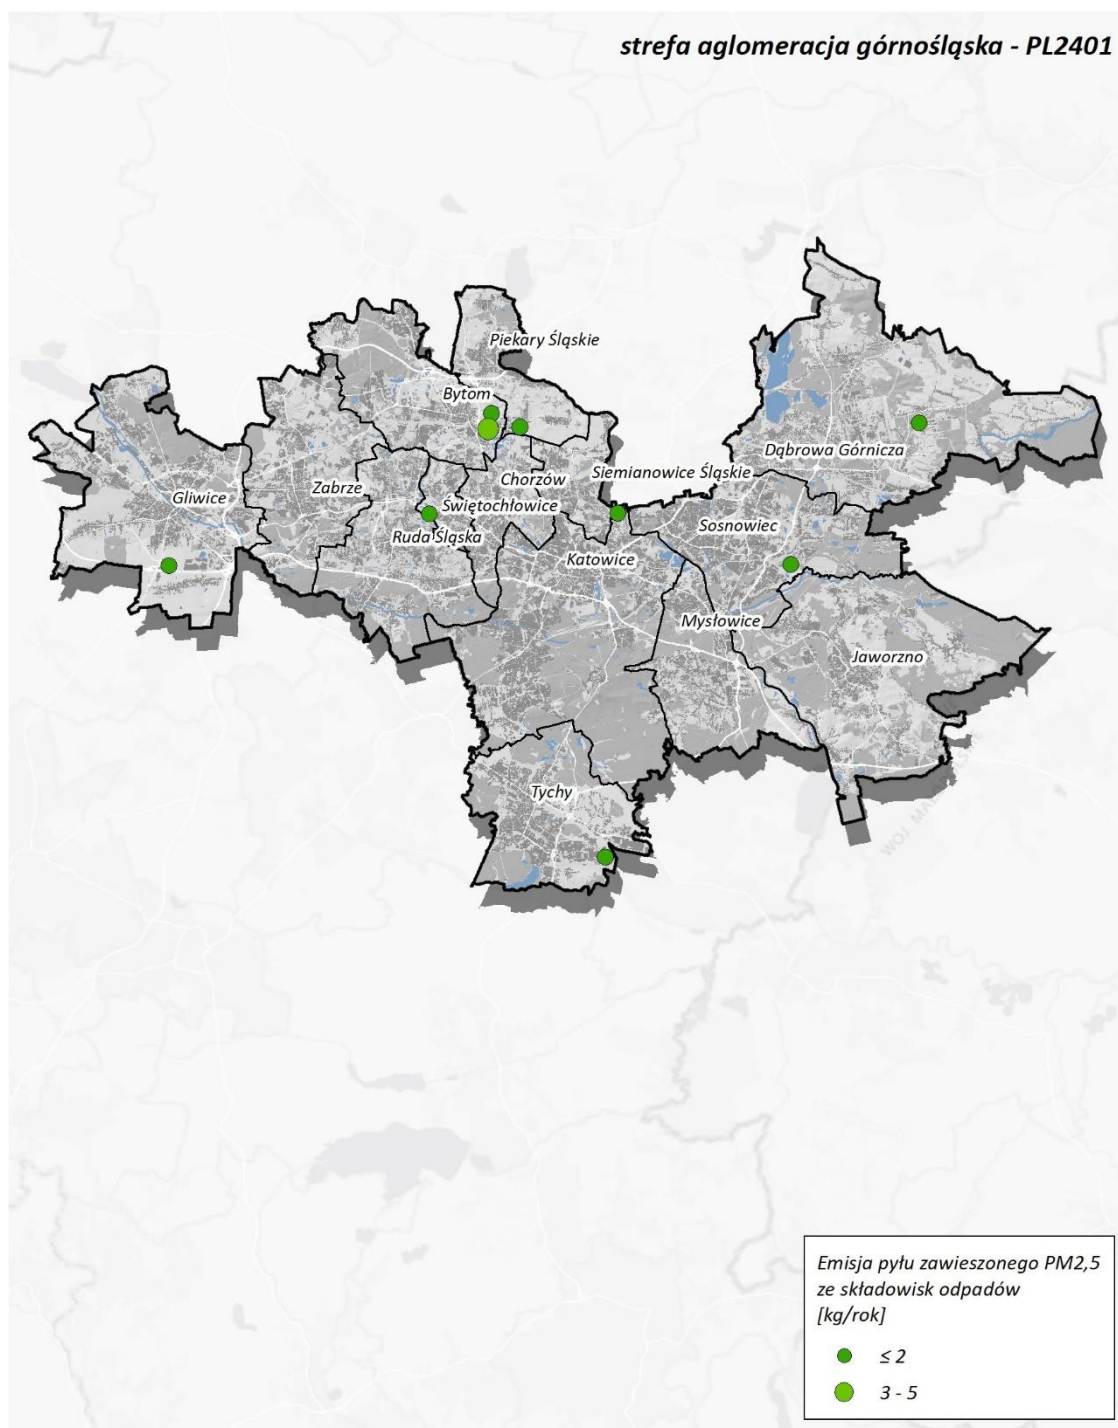 strefa aglomeracja górnośląska - PL2401
Piekary Śląskie
Bytom
Dąbrowa Górnicza
Siemianowice Śląskie
Chorzów
Zabrze
Gliwice
Świętochłowice
Sosnowiec
Ruda Śląska
Katowice
Mysłowice
Jaworzno
Tychy
Emisja pyłu zawieszonego PM2,5
ze składowisk odpadów
[kg/rok]
≤ 2
3 - 5